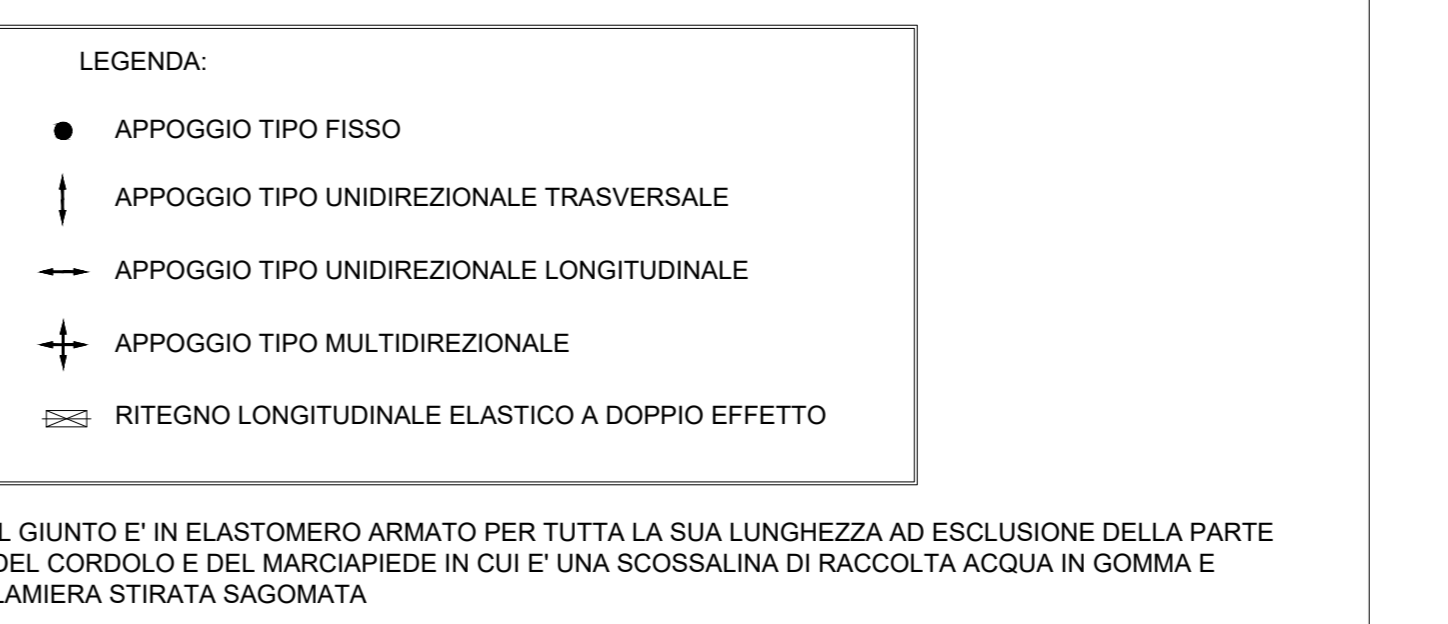 LEGENDA:
APPOGGIO TIPO FISSO
APPOGGIO TIPO UNIDIREZIONALE TRASVERSALE
APPOGGIO TIPO UNIDIREZIONALE LONGITUDINALE
APPOGGIO TIPO MULTIDIREZIONALE
RITEGNO LONGITUDINALE ELASTICO A DOPPIO EFFETTO
IL GIUNTO E' IN ELASTOMERO ARMATO PER TUTTA LA SUA LUNGHEZZA AD ESCLUSIONE DELLA PARTE
DEL CORDOLO E DEL MARCIAPIEDE IN CUI E' UNA SCOSSALINA DI RACCOLTA ACQUA IN GOMMA E
LAMIERA STIRATA SAGOMATA